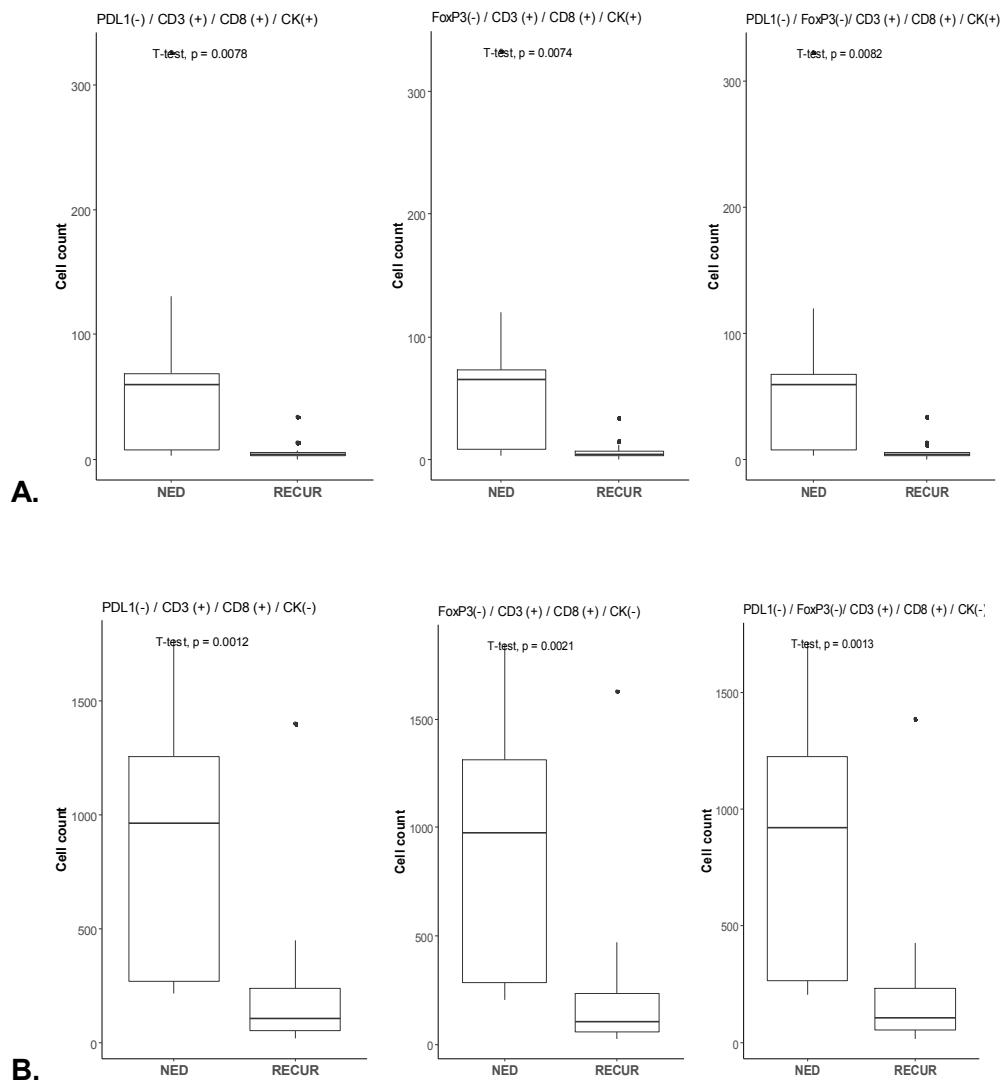 PDL1(-) / CD3 (+) / CD8 (+) / CK(+)
T-test, p = 0.0078
Cell count
300
200
100
0
NED RECUR
FoxP3(-) / CD3 (+) / CD8 (+) / CK(+)
T-test, p = 0.0074
Cell count
300
200
100
0
NED RECUR
PDL1(-) / FoxP3(-)/ CD3 (+) / CD8 (+) / CK(+)
T-test, p = 0.0082
Cell count
300
200
100
0
NED RECUR
A.
PDL1(-) / CD3 (+) / CD8 (+) / CK(-)
T-test, p = 0.0012
Cell count
1500
1000
500
0
NED RECUR
FoxP3(-) / CD3 (+) / CD8 (+) / CK(-)
T-test, p = 0.0021
Cell count
1500
1000
500
0
NED RECUR
PDL1(-) / FoxP3(-)/ CD3 (+) / CD8 (+) / CK(-)
T-test, p = 0.0013
Cell count
1500
1000
500
0
NED RECUR
B.